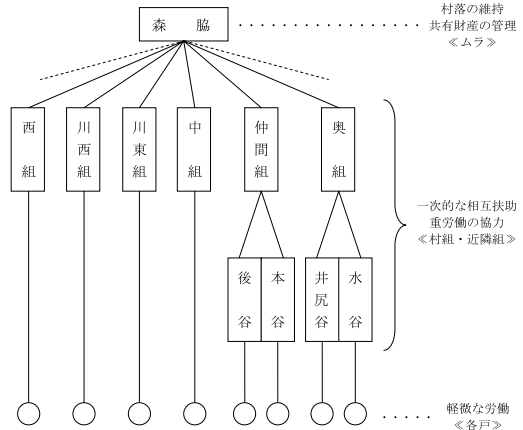 森脇
村落の維持
共有財産の管理
≪ムラ≫
西組
川西組
川東組
中組
仲間組
奥組
一次的な相互扶助
重労働の協力
≪村組・近隣組≫
後谷
本谷
井尻谷
水谷
軽微な労働
≪各戸≫